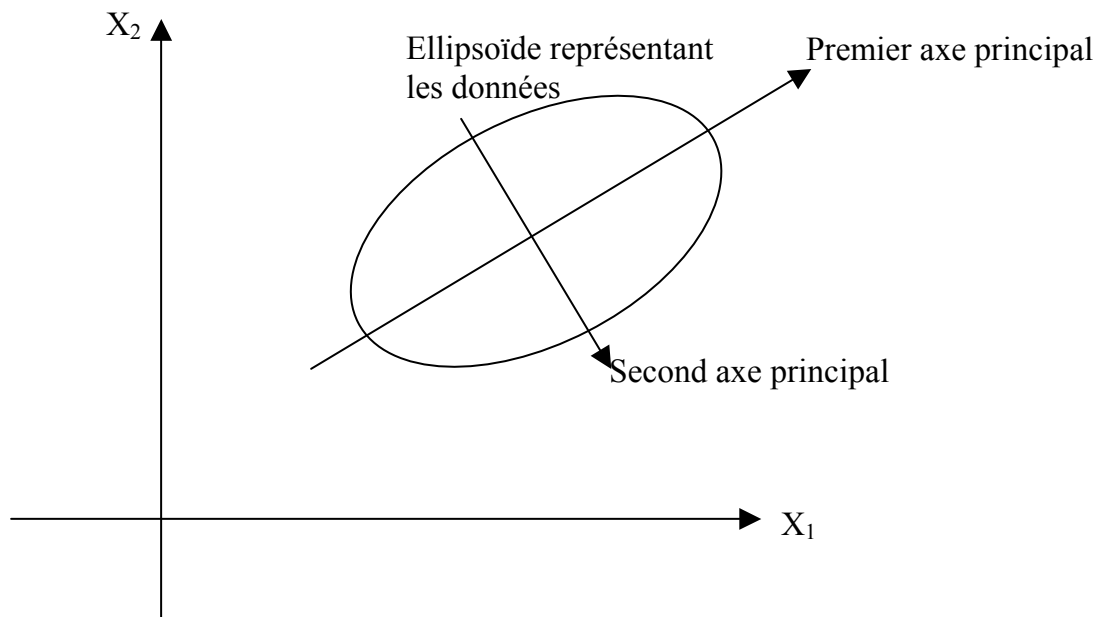 X₂
Ellipsoïde représentant
les données
Premier axe principal
Second axe principal
X₁